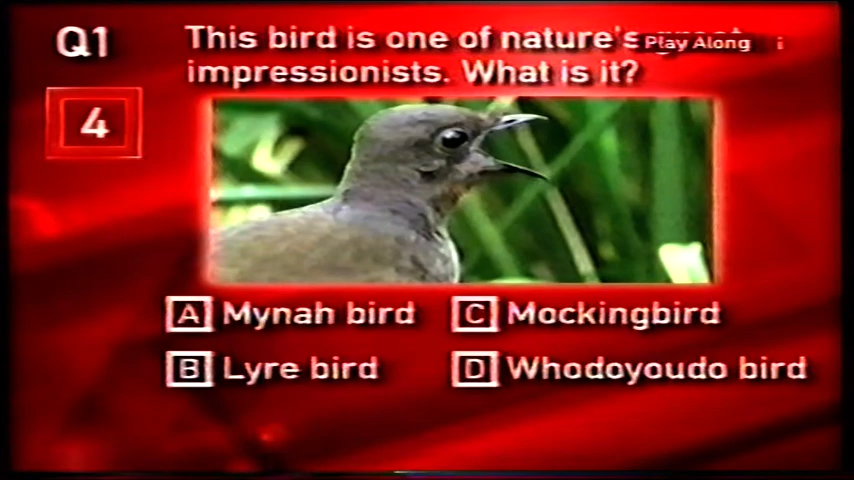 Q1
This bird is one of nature's
Play Along i
impressionists. What is it?
4
A Mynah bird
C Mockingbird
B Lyre bird
D Whodoyoudo bird